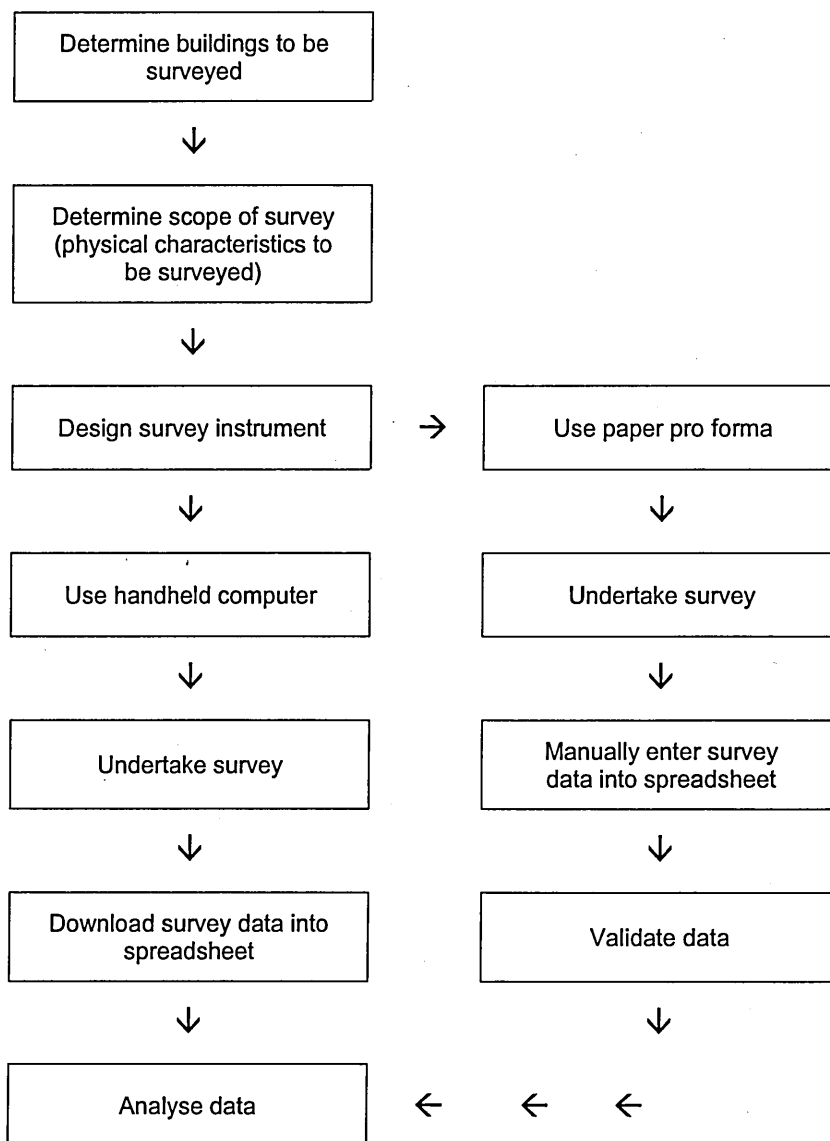 Determine buildings to be
surveyed
Determine scope of survey
(physical characteristics to
be surveyed)
Design survey instrument
Use paper pro forma
Use handheld computer
Undertake survey
Undertake survey
Manually enter survey
data into spreadsheet
Download survey data into
spreadsheet
Validate data
Analyse data